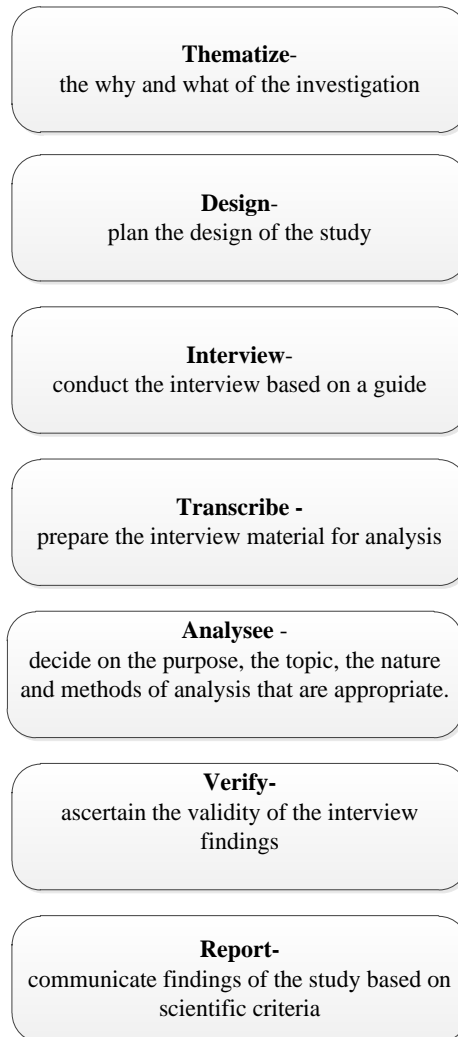 Thematize-
the why and what of the investigation
Design-
plan the design of the study
Interview-
conduct the interview based on a guide
Transcribe -
prepare the interview material for analysis
Analysee -
decide on the purpose, the topic, the nature
and methods of analysis that are appropriate.
Verify-
ascertain the validity of the interview
findings
Report-
communicate findings of the study based on
scientific criteria